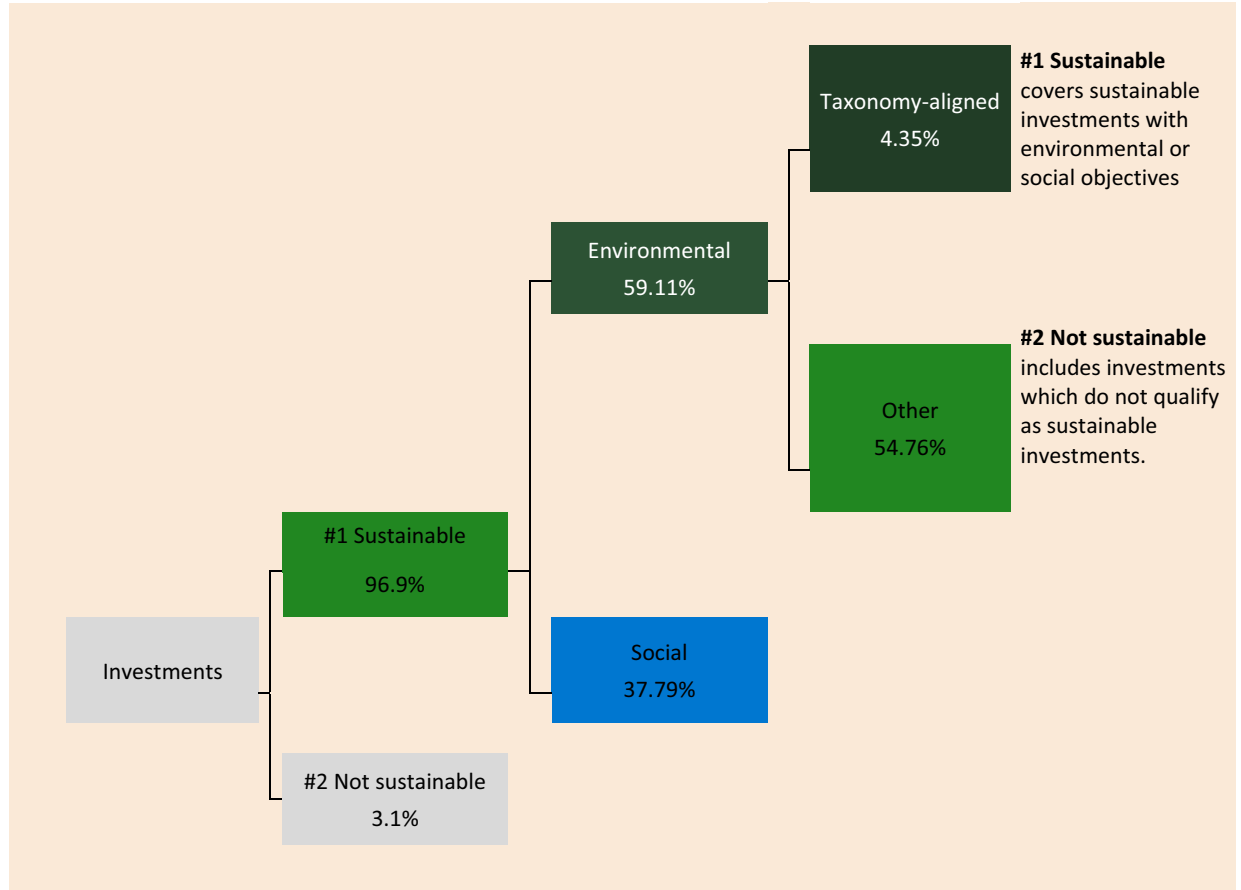 Taxonomy-aligned
4.35%
#1 Sustainable
covers sustainable
investments with
environmental or
social objectives
Environmental
59.11%
Other
54.76%
#2 Not sustainable
includes investments
which do not qualify
as sustainable
investments.
#1 Sustainable
96.9%
Investments
Social
37.79%
#2 Not sustainable
3.1%